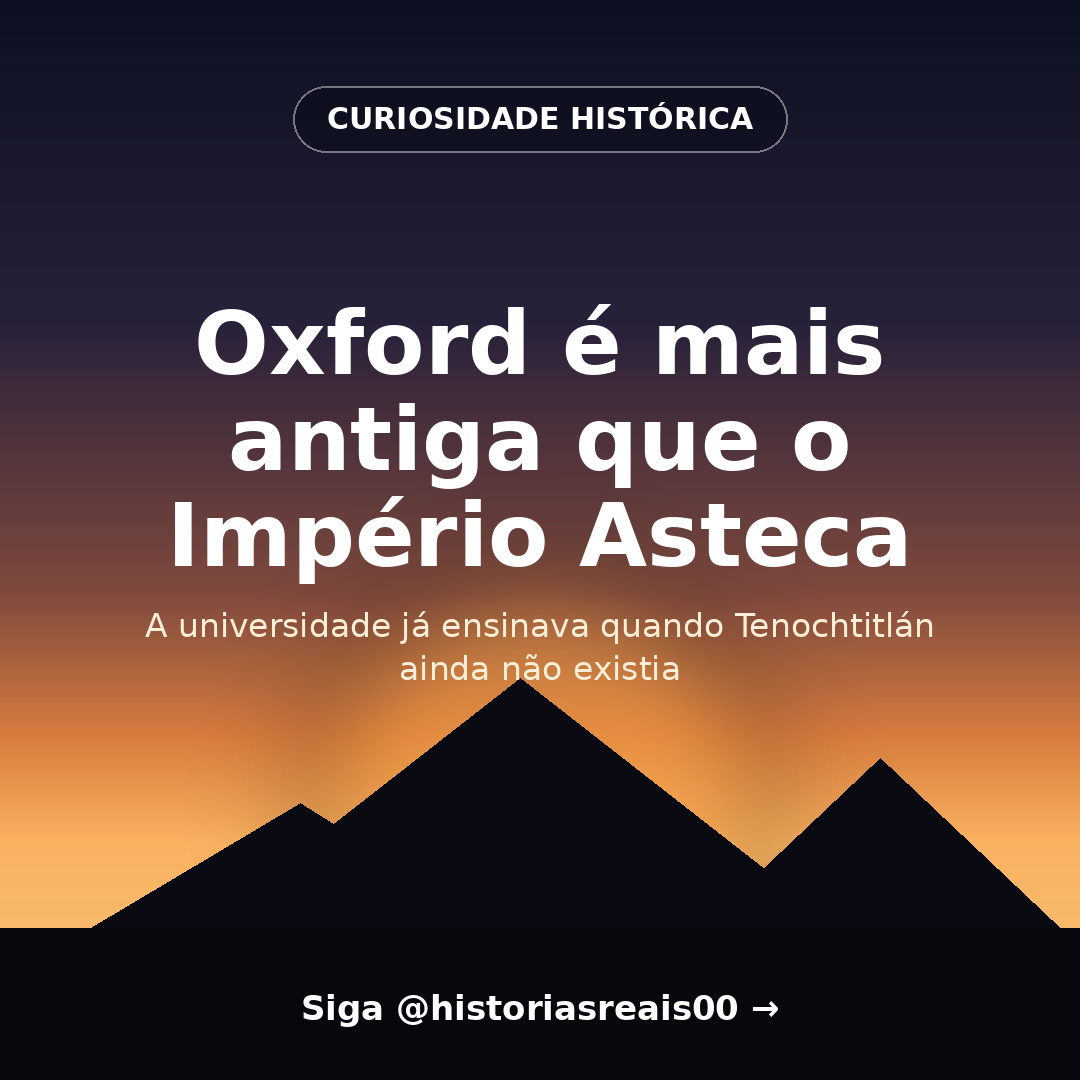 CURIOSIDADE HISTÓRICA
Oxford é mais
antiga que o
Império Asteca
A universidade já ensinava quando Tenochtitlán
ainda não existia
Siga @historiasreais00 →